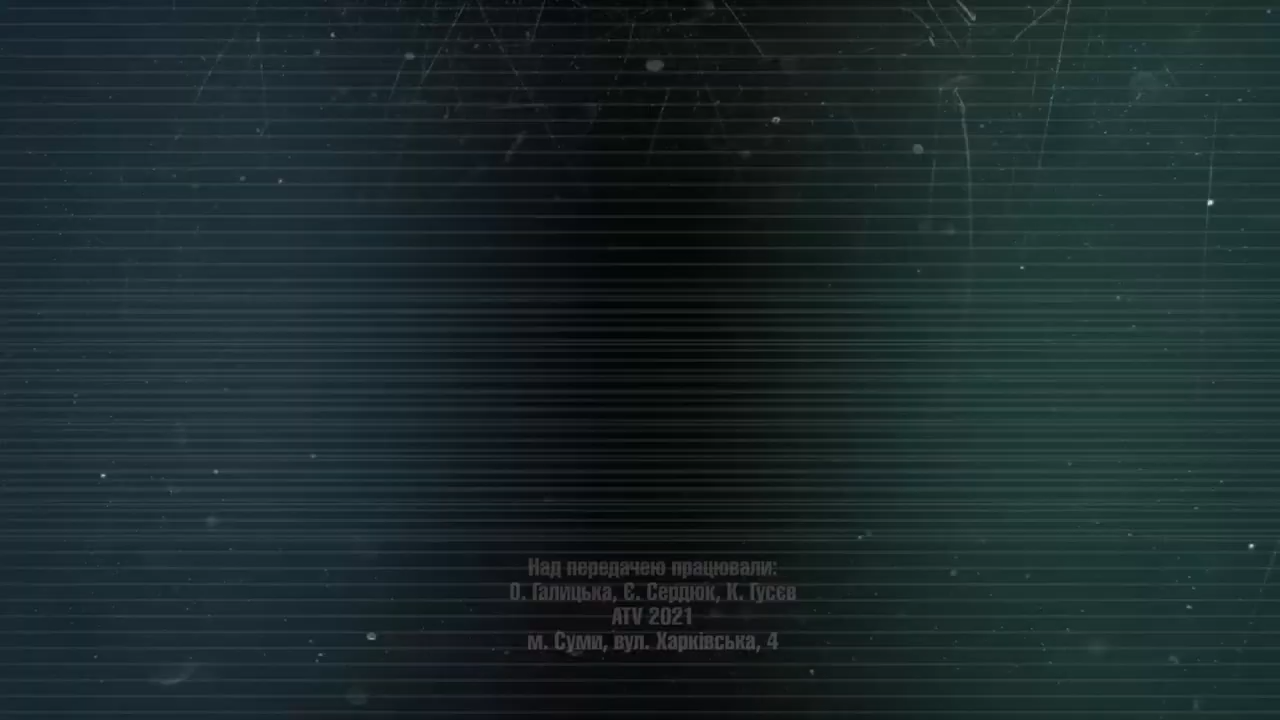 Над передачею працювали:
О. Галицька, Є. Сердюк, К. Гусєв
ATV 2021
м. Суми, вул. Харківська, 4